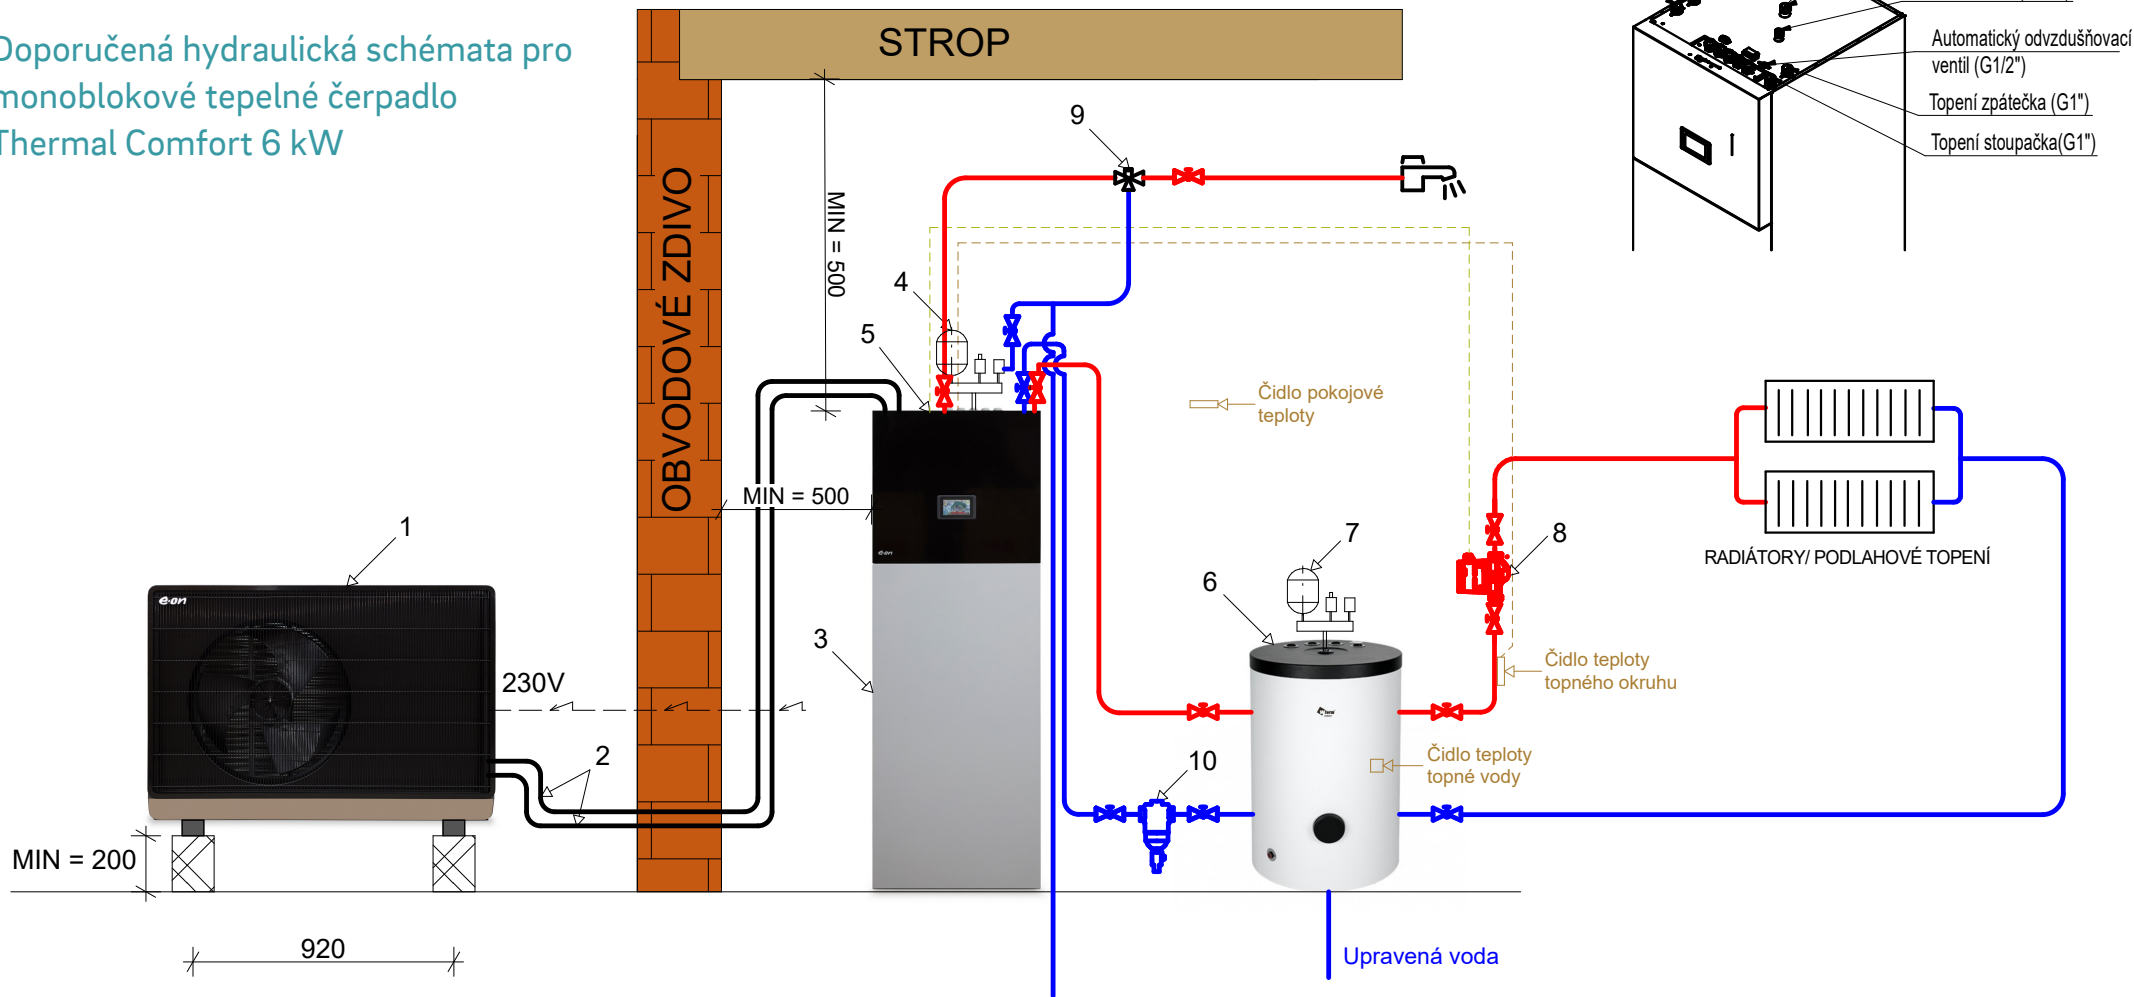 Doporučená hydraulická schémata pro
monoblokové tepelné čerpadlo
Thermal Comfort 6 kW
STROP
Automatický odvzdušňovací
ventil (G1/2")
Topení zpátečka (G1")
Topení stoupačka(G1")
9
OBVODOVÉ ZDIVO
MIN = 500
4
5
Čidlo pokojové
teploty
MIN = 500
e·on
1
e·on
7
8
RADIÁTORY/ PODLAHOVÉ TOPENÍ
6
3
Čidlo teploty
topného okruhu
230V
2
10
Čidlo teploty
topné vody
MIN = 200
920
Upravená voda